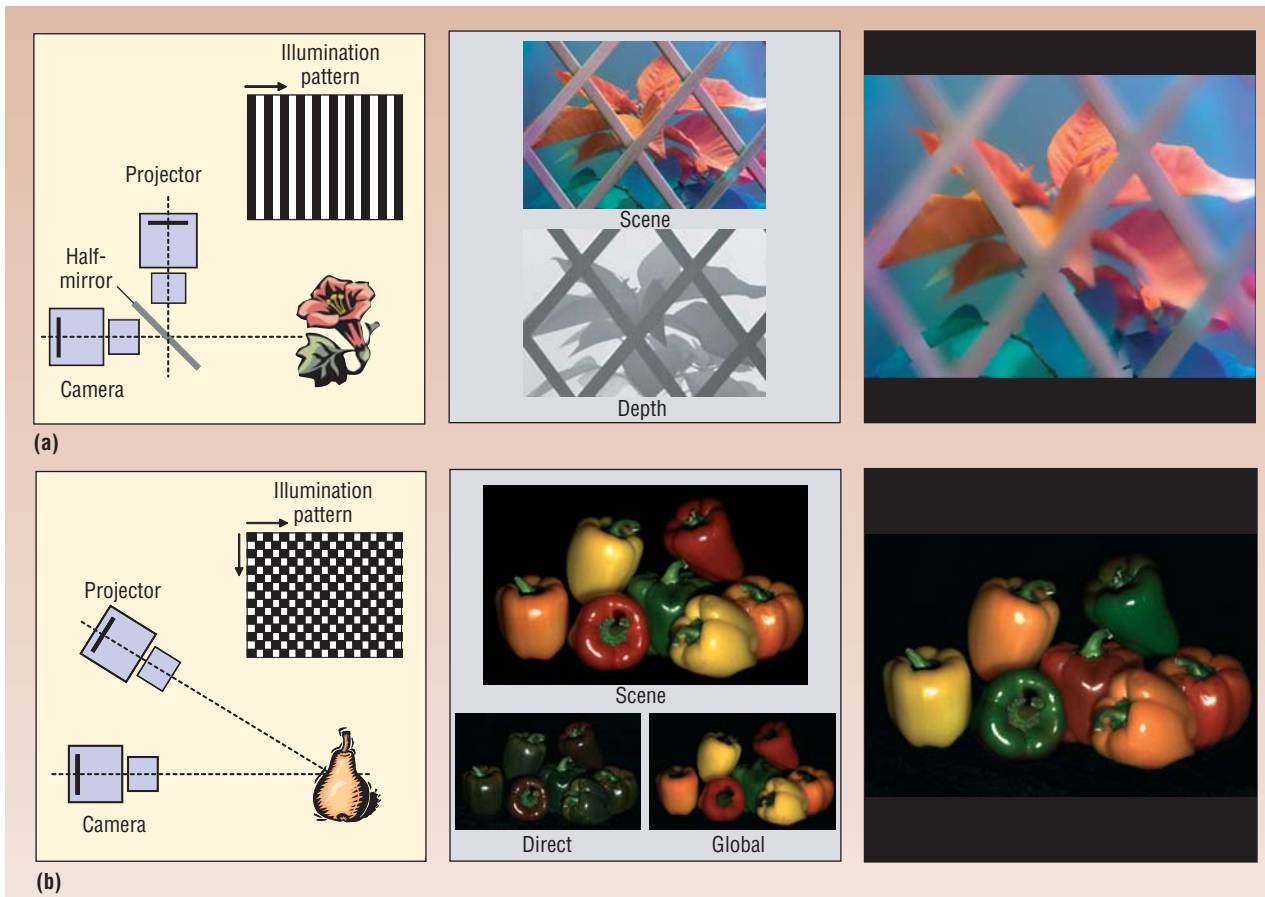 Illumination
pattern
Projector
Half-
mirror
Camera
Scene
Depth
(a)
Illumination
pattern
Projector
Camera
Scene
Direct
Global
(b)